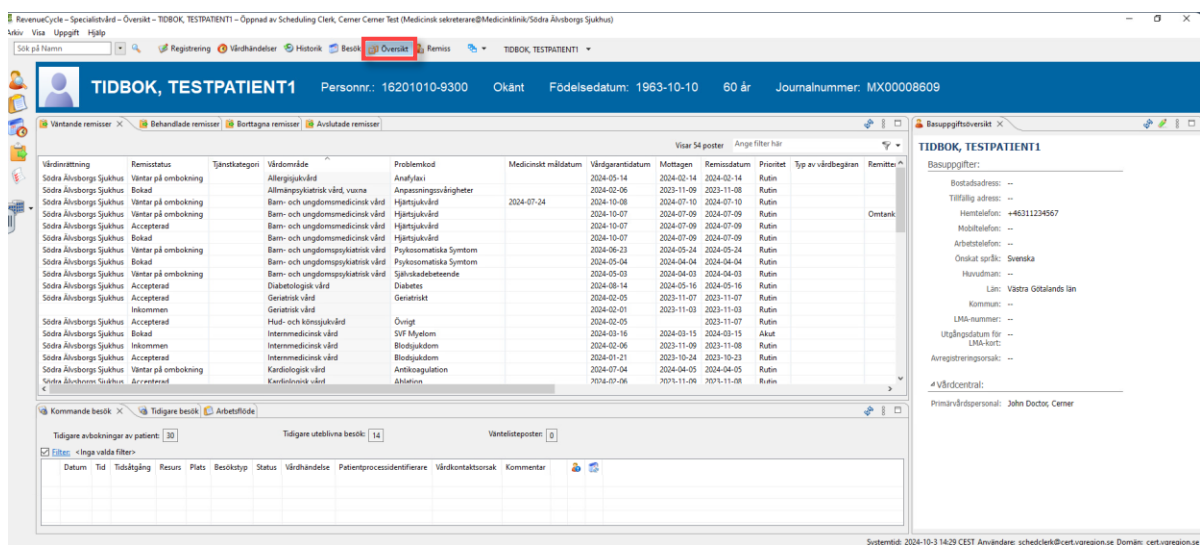 RevenueCycle – Specialistvård – Översikt – TIDBOK, TESTPATIENT1 – Öppnad av Scheduling Clerk, Cerner Cerner Test (Medicinsk sekreterare@Medicinklinik/Södra Älvsborgs Sjukhus)
Arkiv Visa Uppgift Hjälp
Sök på Namn Registrering Vårdhändelser Historik Besök Översikt Remiss TIDBOK, TESTPATIENT1
TIDBOK, TESTPATIENT1 Personnr.: 16201010-9300 Okänt Födelsedatum: 1963-10-10 60 år Journalnummer: MX00008609
Väntande remisser Behandlade remisser Borttagna remisser Avslutade remisser
Visar 54 poster Ange filter här
Vårdinrättning Remisstatus Tjänstkategori Vårdområde Problemkod Medicinskt måldatum Vårdgarantidatum Mottagen Remissdatum Prioritet Typ av vårdbegäran Remitter
Södra Älvsborgs Sjukhus Väntar på ombokning Allergisjukvård Anafylaxi 2024-05-14 2024-02-14 2024-02-14 Rutin
Södra Älvsborgs Sjukhus Bokad Allmänpsykiatrisk vård, vuxna Anpassningssvårigheter 2024-02-06 2023-11-09 2023-11-08 Rutin
Södra Älvsborgs Sjukhus Väntar på ombokning Barn- och ungdomsmedicinsk vård Hjärtsjukvård 2024-07-24 2024-10-08 2024-07-10 2024-07-10 Rutin
Södra Älvsborgs Sjukhus Väntar på ombokning Barn- och ungdomsmedicinsk vård Hjärtsjukvård 2024-10-07 2024-07-09 2024-07-09 Rutin Omtank
Södra Älvsborgs Sjukhus Accepterad Barn- och ungdomsmedicinsk vård Hjärtsjukvård 2024-10-07 2024-07-09 2024-07-09 Rutin
Södra Älvsborgs Sjukhus Bokad Barn- och ungdomsmedicinsk vård Hjärtsjukvård 2024-10-07 2024-07-09 2024-07-09 Rutin
Södra Älvsborgs Sjukhus Väntar på ombokning Barn- och ungdomspsykiatrisk vård Psykosomatiska Symtom 2024-06-23 2024-05-24 2024-05-24 Rutin
Södra Älvsborgs Sjukhus Bokad Barn- och ungdomspsykiatrisk vård Psykosomatiska Symtom 2024-05-04 2024-04-04 2024-04-04 Rutin
Södra Älvsborgs Sjukhus Väntar på ombokning Barn- och ungdomspsykiatrisk vård Självskadebeteende 2024-05-03 2024-04-03 2024-04-03 Rutin
Södra Älvsborgs Sjukhus Accepterad Diabetologisk vård Diabetes 2024-08-14 2024-05-16 2024-05-16 Rutin
Södra Älvsborgs Sjukhus Accepterad Geriatrisk vård Geriatriskt 2024-02-05 2023-11-07 2023-11-07 Rutin
Inkommen Geriatrisk vård 2024-02-01 2023-11-03 2023-11-03 Rutin
Södra Älvsborgs Sjukhus Accepterad Hud- och könssjukvård Övrigt 2024-02-05 2023-11-07 Rutin
Södra Älvsborgs Sjukhus Bokad Internmedicinsk vård SVF Myelom 2024-03-16 2024-03-15 2024-03-15 Akut
Södra Älvsborgs Sjukhus Inkommen Internmedicinsk vård Blodsjukdom 2024-02-06 2023-11-09 2023-11-08 Rutin
Södra Älvsborgs Sjukhus Accepterad Internmedicinsk vård Blodsjukdom 2024-01-21 2023-10-24 2023-10-23 Rutin
Södra Älvsborgs Sjukhus Väntar på ombokning Kardiologisk vård Antikoagulation 2024-07-04 2024-04-05 2024-04-05 Rutin
Södra Älvsborgs Sjukhus Accepterad Kardiologisk vård Ablation 2024-02-06 2023-11-09 2023-11-08 Rutin
Kommande besök Tidigare besök Arbetsflöde
Tidigare avbokningar av patient: 30 Tidigare uteblivna besök: 14 Väntelisteposter: 0
Filter: <Inga valda filter>
Datum Tid Tidsåtgång Resurs Plats Besökstyp Status Vårdhändelse Patientprocessidentifierare Vårdkontaktsorsak Kommentar
Basuppgiftsöversikt
TIDBOK, TESTPATIENT1
Basuppgifter:
Bostadsadress: --
Tillfällig adress: --
Hemtelefon: +46311234567
Mobiltelefon: --
Arbetstelefon: --
Önskat språk: Svenska
Huvudman: --
Län: Västra Götalands län
Kommun: --
LMA-nummer: --
Utgångsdatum för --
LMA-kort:
Avregistreringsorsak: --
Vårdcentral:
Primärvårdspersonal: John Doctor, Cerner
Systemtid: 2024-10-3 14:29 CEST Användare: schedclerk@cert.vgregion.se Domän: cert.vgregion.se